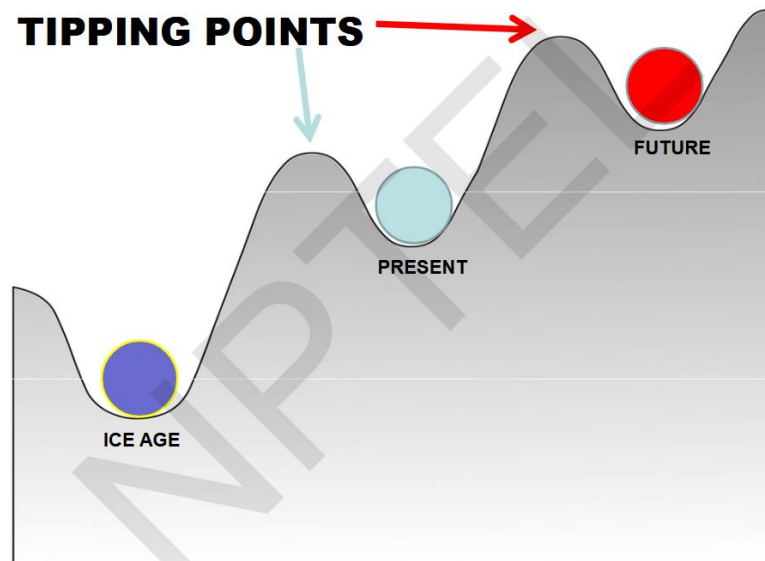 TIPPING POINTS
FUTURE
PRESENT
ICE AGE
NPTEL